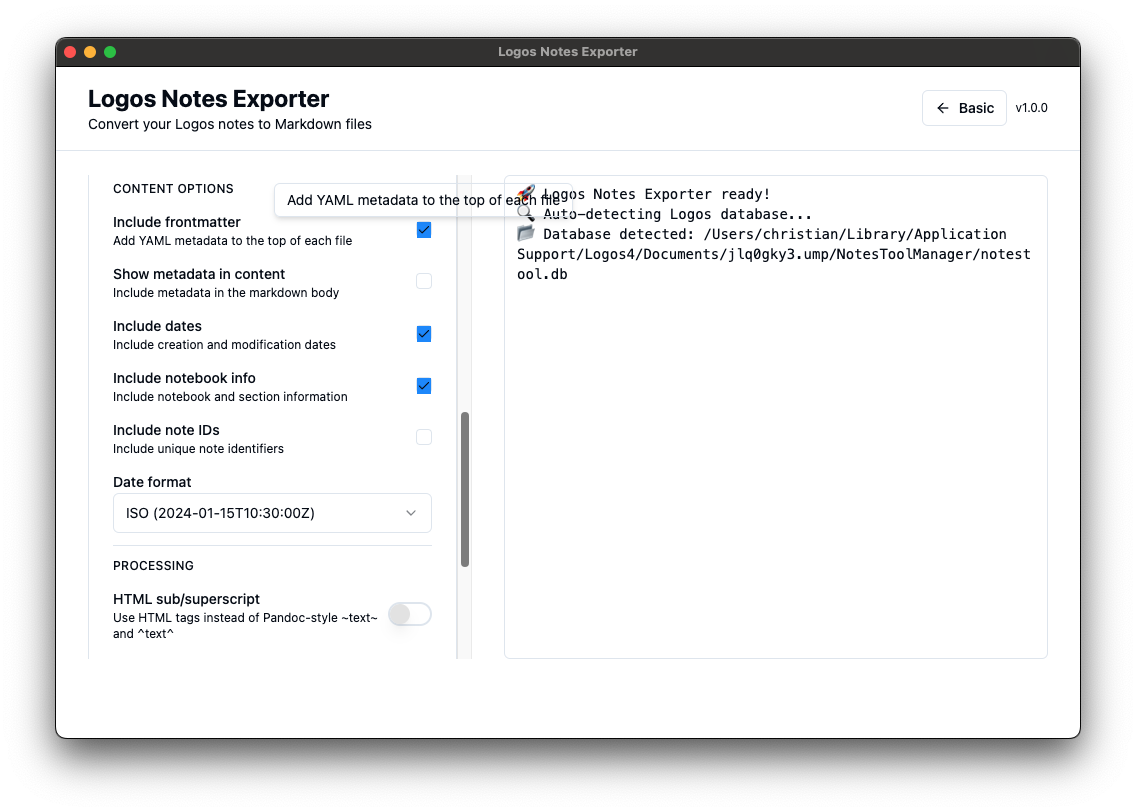 Logos Notes Exporter
Logos Notes Exporter
Convert your Logos notes to Markdown files
Basic
v1.0.0
CONTENT OPTIONS
Add YAML metadata to the top of each file
Include frontmatter
Add YAML metadata to the top of each file
Show metadata in content
Include metadata in the markdown body
Include dates
Include creation and modification dates
Include notebook info
Include notebook and section information
Include note IDs
Include unique note identifiers
Date format
ISO (2024-01-15T10:30:00Z)
PROCESSING
HTML sub/superscript
Use HTML tags instead of Pandoc-style ~text~
and ^text^
🚀 Logos Notes Exporter ready!
🔍 Auto-detecting Logos database...
📂 Database detected: /Users/christian/Library/Application
Support/Logos4/Documents/jlq0gky3.ump/NotesToolManager/notest
ool.db